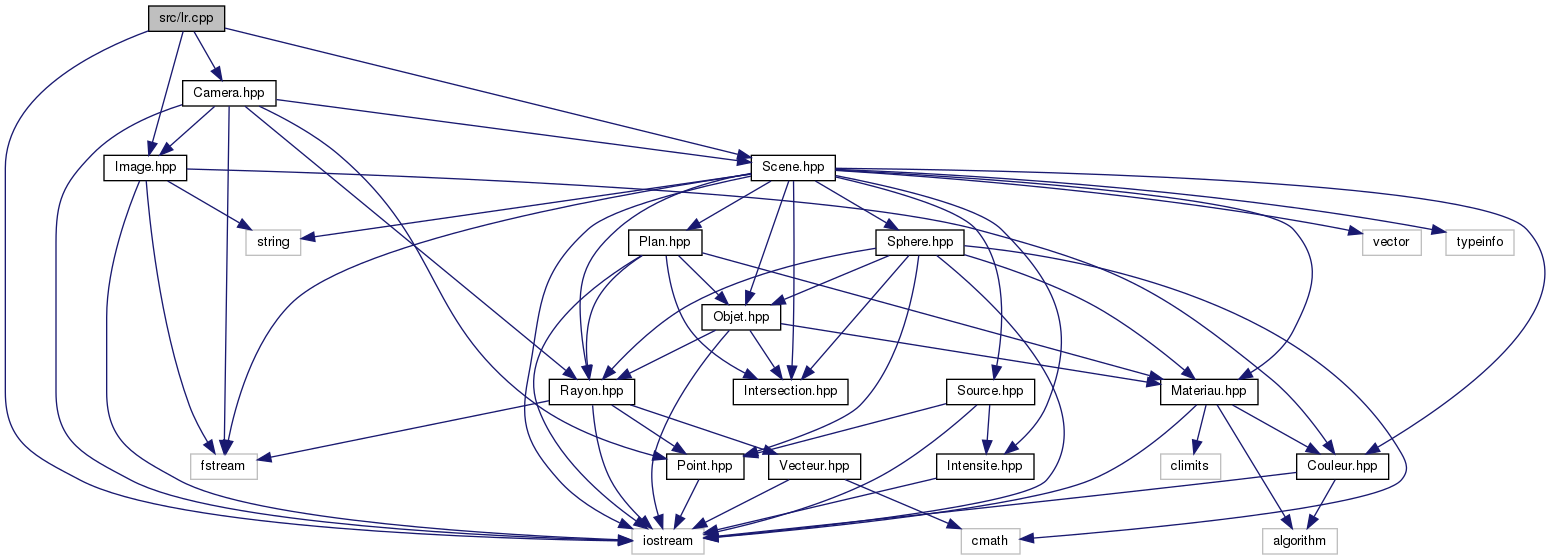 src/lr.cpp
Camera.hpp
Image.hpp
Scene.hpp
string
Plan.hpp
Sphere.hpp
vector
typeinfo
Objet.hpp
Rayon.hpp
Intersection.hpp
Source.hpp
Materiau.hpp
fstream
Point.hpp
Vecteur.hpp
Intensite.hpp
climits
Couleur.hpp
iostream
cmath
algorithm